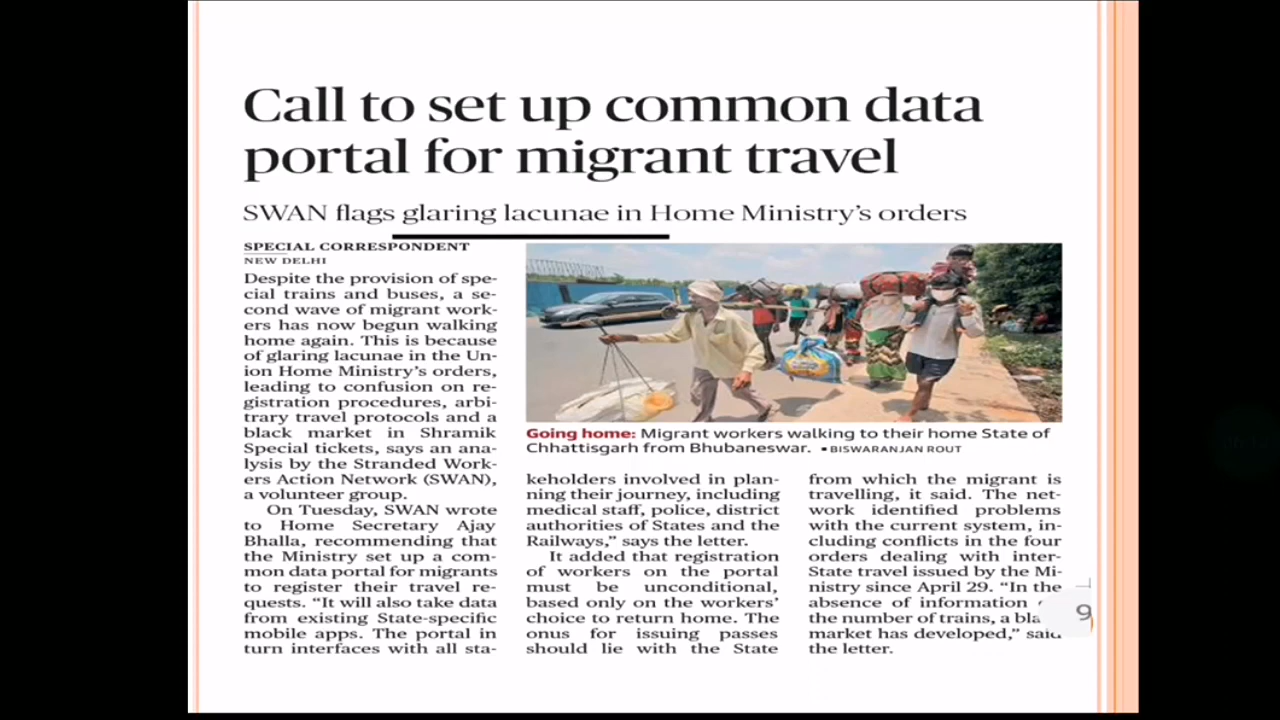 Call to set up common data
portal for migrant travel
SWAN flags glaring lacunae in Home Ministry's orders
SPECIAL CORRESPONDENT
NEW DELHI
Despite the provision of spe-
cial trains and buses, a se-
cond wave of migrant work-
ers has now begun walking
home again. This is because
of glaring lacunae in the Un-
ion Home Ministry's orders,
leading to confusion on re-
gistration procedures, arbi-
trary travel protocols and a
black market in Shramik
Special tickets, says an ana-
lysis by the Stranded Work-
ers Action Network (SWAN),
a volunteer group.
On Tuesday, SWAN wrote
to Home Secretary Ajay
Bhalla, recommending that
the Ministry set up a com-
mon data portal for migrants
to register their travel re-
quests. “It will also take data
from existing State-specific
mobile apps. The portal in
turn interfaces with all sta-
Going home: Migrant workers walking to their home State of
Chhattisgarh from Bhubaneswar. ▪BISWARANJAN ROUT
keholders involved in plan-
ning their journey, including
medical staff, police, district
authorities of States and the
Railways,” says the letter.
It added that registration
of workers on the portal
must be unconditional,
based only on the workers'
choice to return home. The
onus for issuing passes
should lie with the State
from which the migrant is
travelling, it said. The net-
work identified problems
with the current system, in-
cluding conflicts in the four
orders dealing with inter-
State travel issued by the Mi-
nistry since April 29. “In the
absence of information
the number of trains, a black
market has developed,” said
the letter.
9